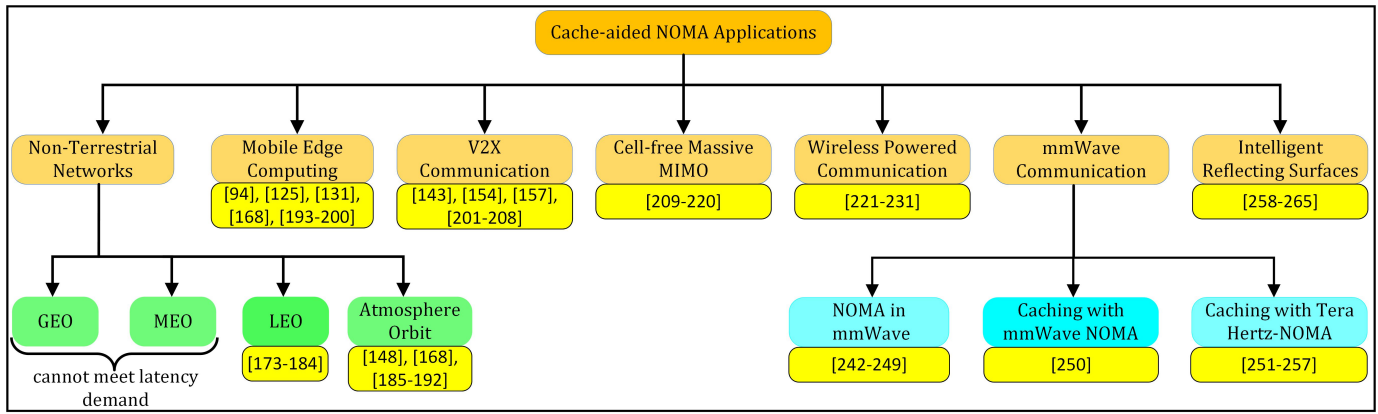 Cache-aided NOMA Applications
Non-Terrestrial
Networks
Mobile Edge
Computing
[94], [125], [131],
[168], [193-200]
V2X
Communication
[143], [154], [157],
[201-208]
Cell-free Massive
MIMO
[209-220]
Wireless Powered
Communication
[221-231]
mmWave
Communication
Intelligent
Reflecting Surfaces
[258-265]
GEO
MEO
cannot meet latency
demand
LEO
[173-184]
Atmosphere
Orbit
[148], [168],
[185-192]
NOMA in
mmWave
[242-249]
Caching with
mmWave NOMA
[250]
Caching with Tera
Hertz-NOMA
[251-257]